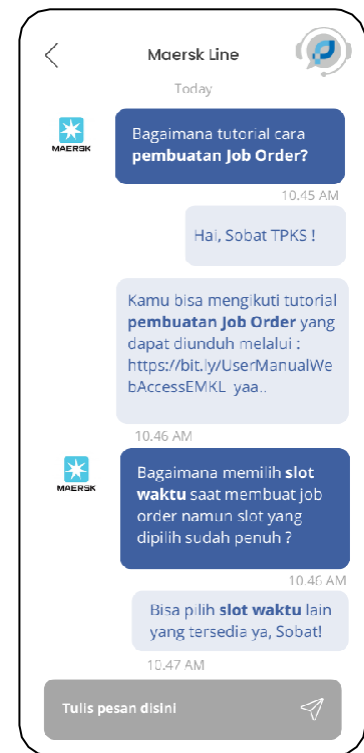 Maersk Line
Today
MAERSK
Bagaimana tutorial cara
pembuatan Job Order?
10.45 AM
Hai, Sobat TPKS !
Kamu bisa mengikuti tutorial
pembuatan Job Order yang
dapat diunduh melalui :
https://bit.ly/UserManualWe
bAccessEMKL yaa..
10.46 AM
MAERSK
Bagaimana memilih slot
waktu saat membuat job
order namun slot yang
dipilih sudah penuh ?
10.46 AM
Bisa pilih slot waktu lain
yang tersedia ya, Sobat!
10.47 AM
Tulis pesan disini